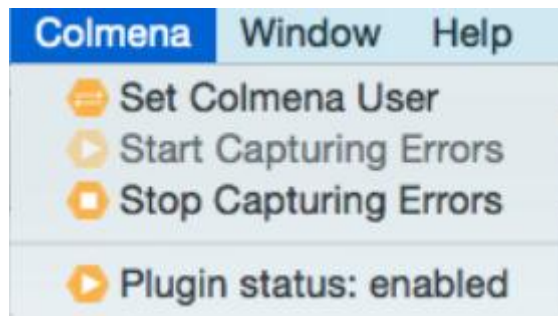 Colmena Window Help
Set Colmena User
Start Capturing Errors
Stop Capturing Errors
Plugin status: enabled